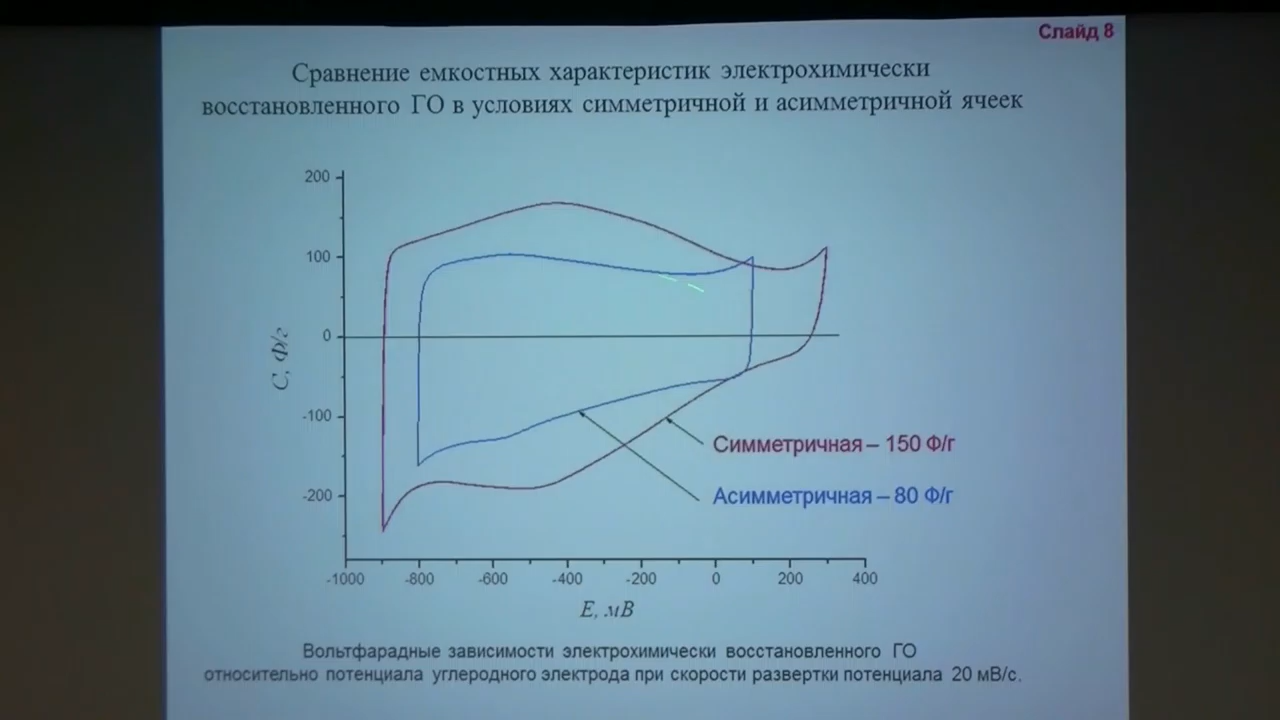 Слайд 8
Сравнение емкостных характеристик электрохимически
восстановленного ГО в условиях симметричной и асимметричной ячеек
200
100
0
-100
-200
С, Ф/г
Симметричная – 150 Ф/г
Асимметричная – 80 Ф/г
-1000 -800 -600 -400 -200 0 200 400
Е, мВ
Вольтфарадные зависимости электрохимически восстановленного ГО
относительно потенциала углеродного электрода при скорости развертки потенциала 20 мВ/с.